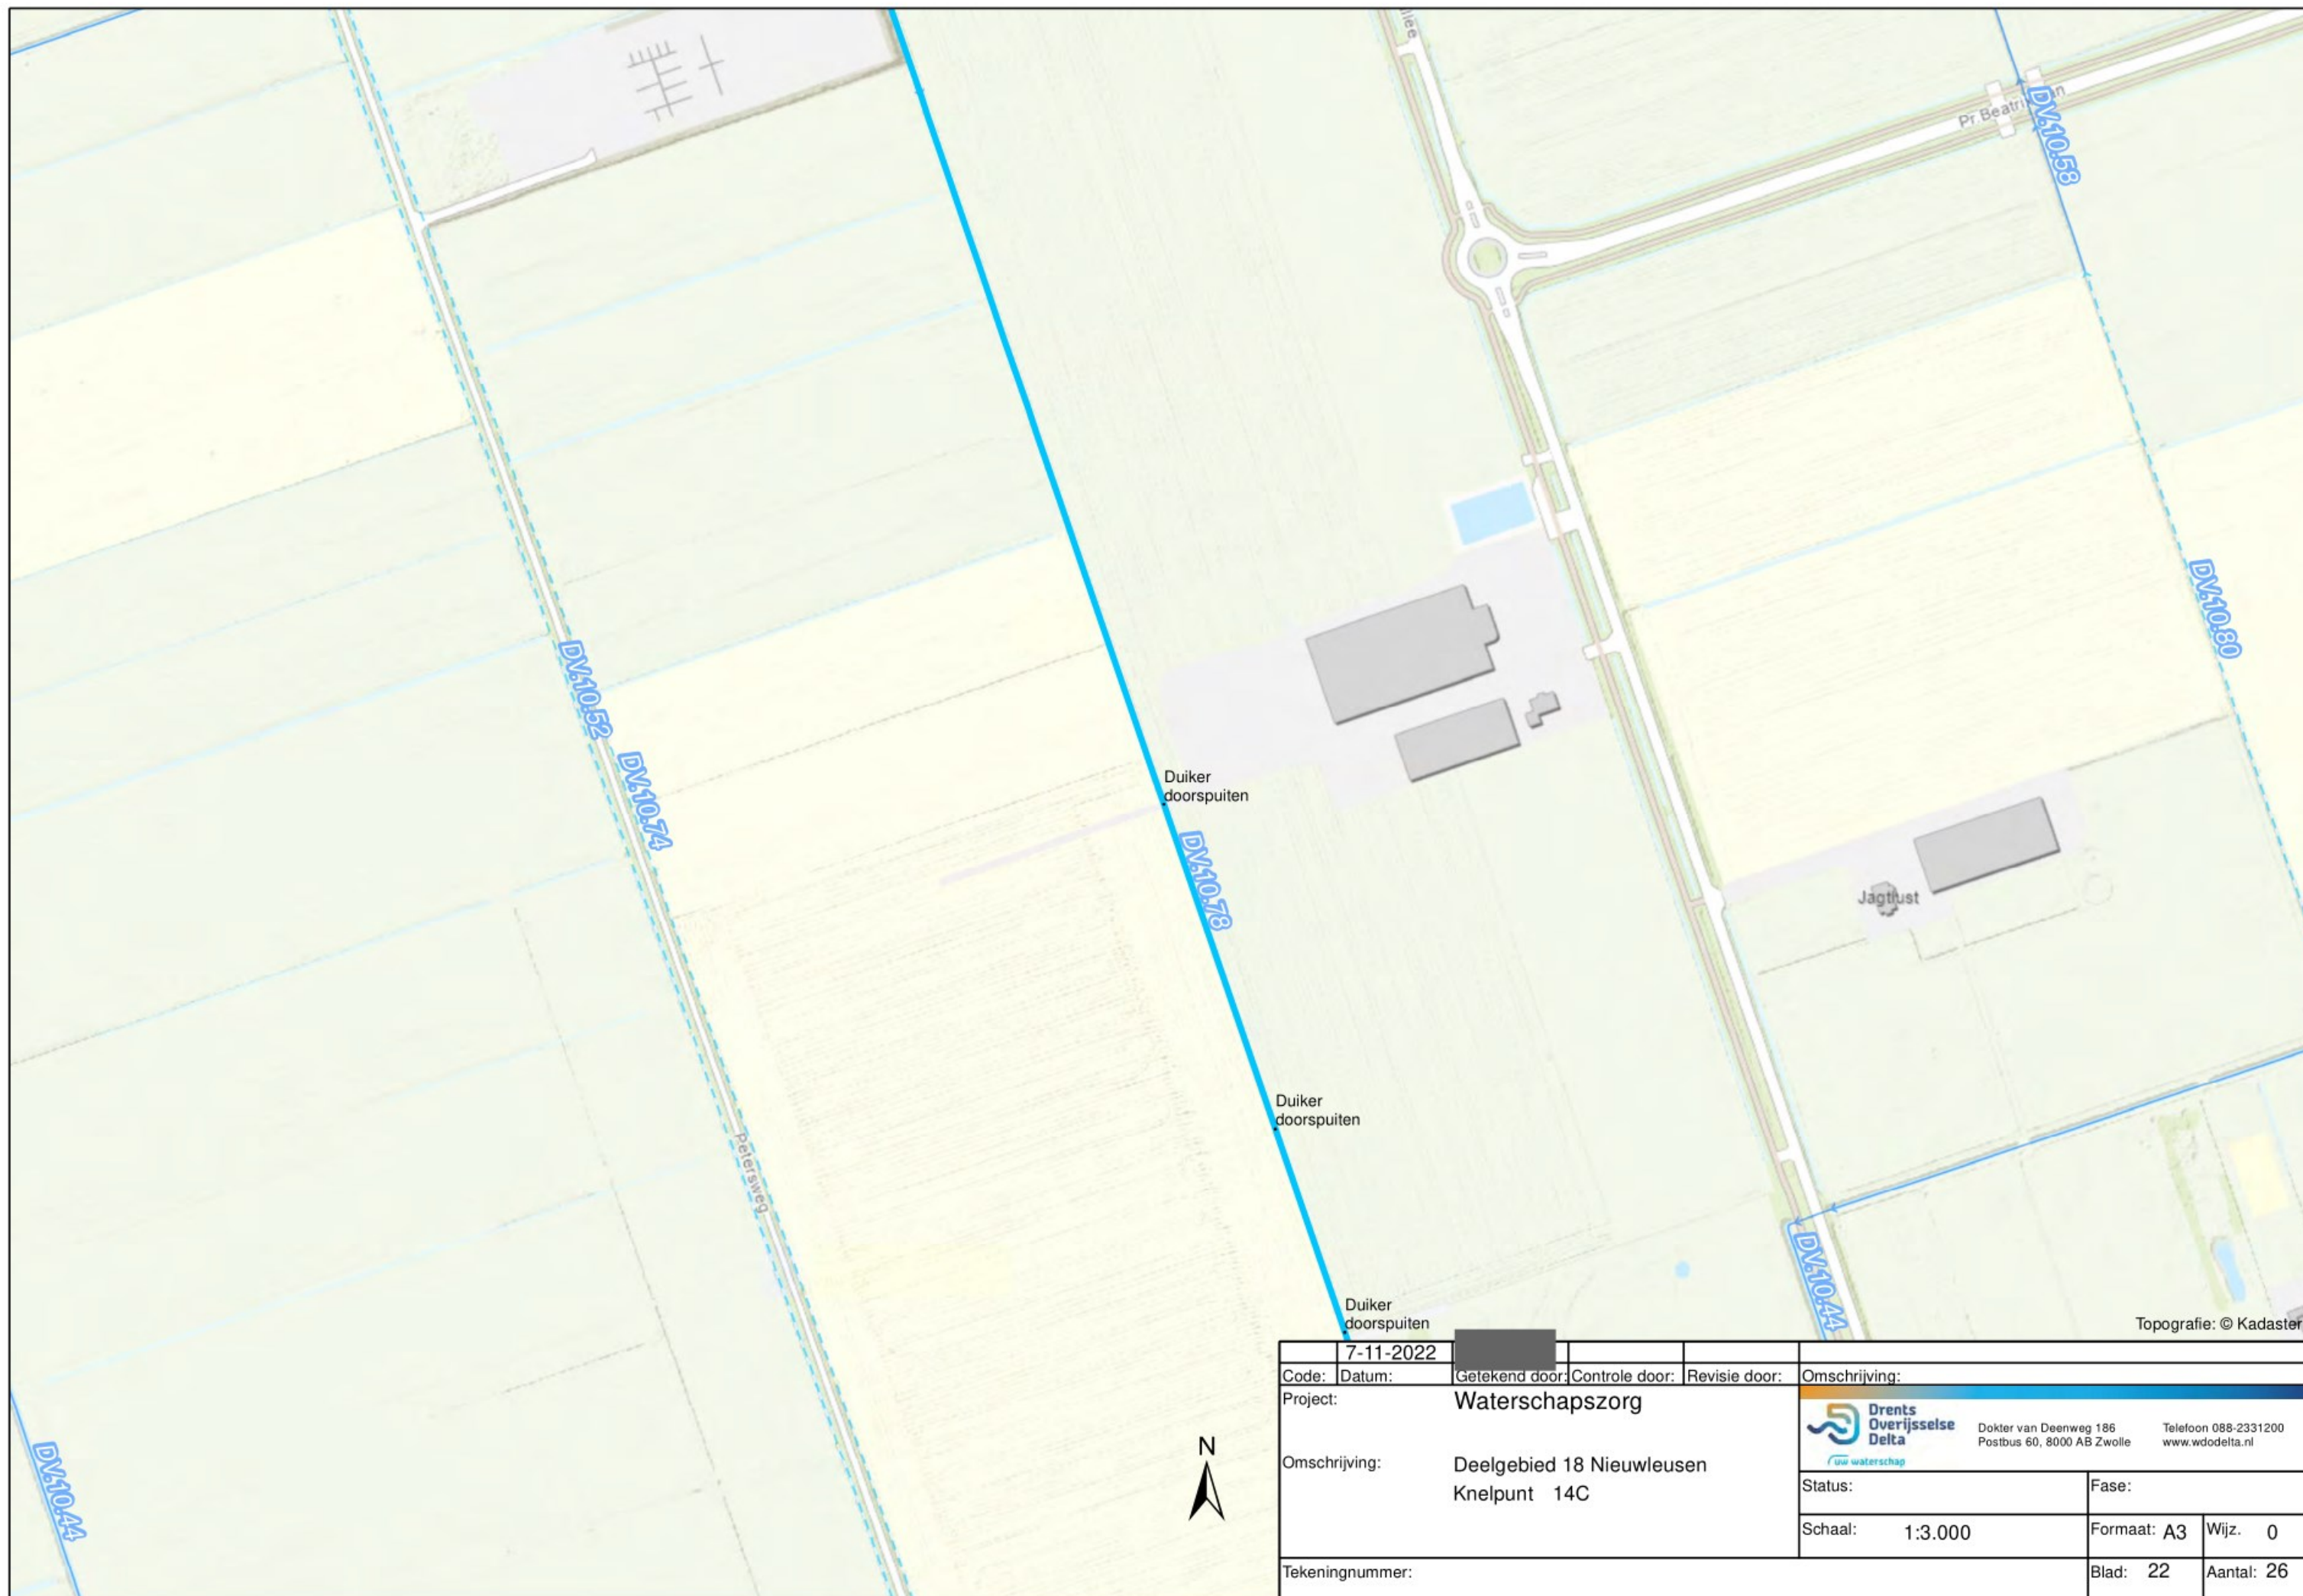 llee
Pr.Beatri an
DV.10.58
DV.10.80
DV.10.52
DV.10.74
Duiker
doorspuiten
DV.10.78
Jagtlust
Duiker
doorspuiten
Petersweg
DV.10.44
Duiker
doorspuiten
Topografie: © Kadaster
7-11-2022
Code: Datum: Getekend door: Controle door: Revisie door: Omschrijving:
Project: Waterschapszorg
Drents
Overijsselse
Delta
uw waterschap
Dokter van Deenweg 186
Postbus 60, 8000 AB Zwolle
Telefoon 088-2331200
www.wdodelta.nl
N
Omschrijving: Deelgebied 18 Nieuwleusen
Knelpunt 14C
DV.10.44
Status: Fase:
Schaal: 1:3.000 Formaat: A3 Wijz. 0
Tekeningnummer: Blad: 22 Aantal: 26